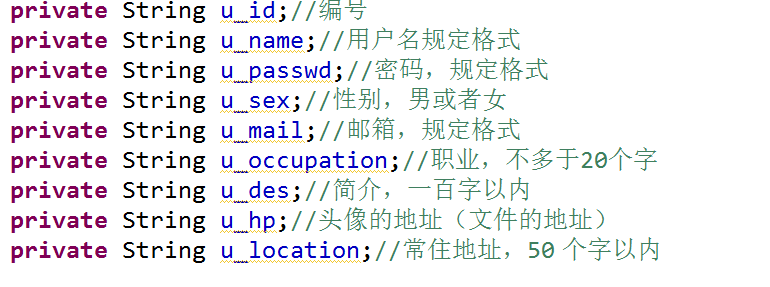 private String u_id;//编号
private String u_name;//用户名规定格式
private String u_passwd;//密码，规定格式
private String u_sex;//性别，男或者女
private String u_mail;//邮箱，规定格式
private String u_occupation;//职业，不多于20个字
private String u_des;//简介，一百字以内
private String u_hp;//头像的地址（文件的地址）
private String u_location;//常住地址，50 个字以内